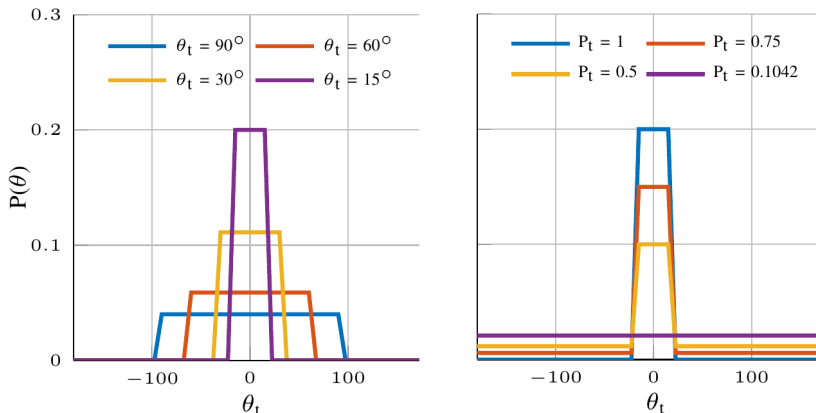 0.3
θt = 90° θt = 60°
θt = 30° θt = 15°
0.2
P(θ)
0.1
0
−100 0 100
θt
Pt = 1 Pt = 0.75
Pt = 0.5 Pt = 0.1042
−100 0 100
θt